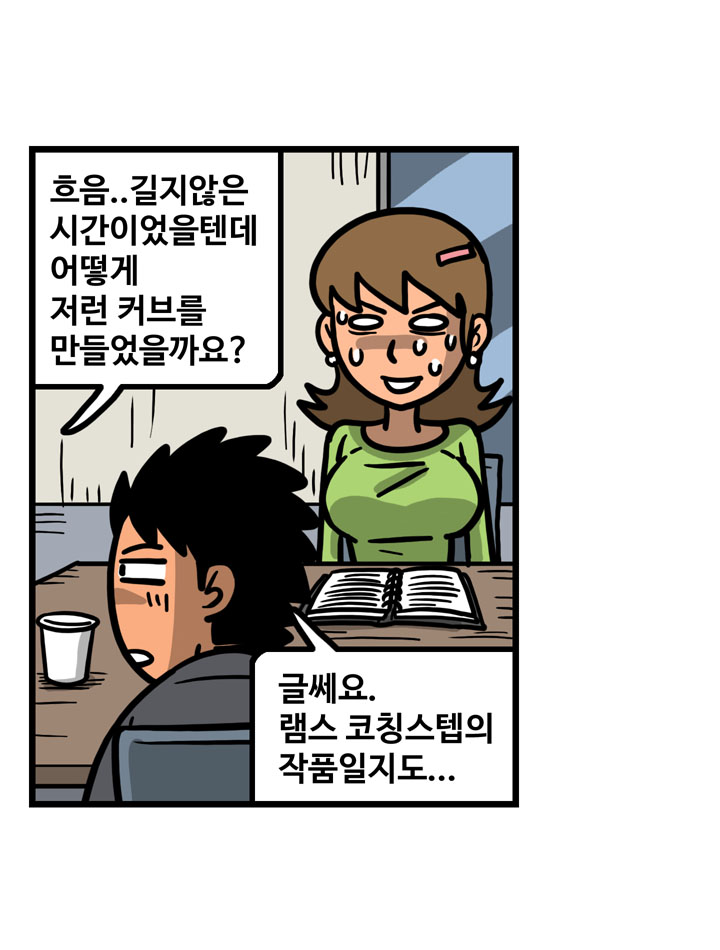 흐음..길지않은
시간이었을텐데
어떻게
저런 커브를
만들었을까요?
글쎄요.
램스 코칭스텝의
작품일지도...